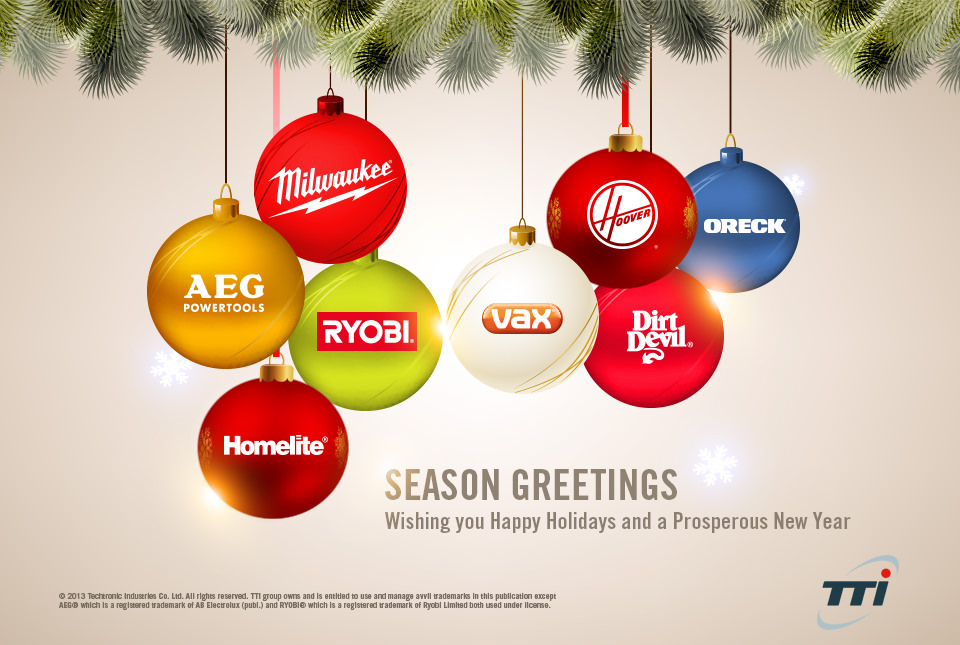 Milwaukee®
AEG
POWERTOOLS
RYOBI®
Homelite®
VAX
HOOVER
®
ORECK
Dirt
Devil®
SEASON GREETINGS
Wishing you Happy Holidays and a Prosperous New Year
© 2013 Techtronic Industries Co. Ltd. All rights reserved. TTI group owns and is entitled to use and manage all trademarks in this publication except
AEG® which is a registered trademark of AB Electrolux (publ.) and RYOBI® which is a registered trademark of Ryobi Limited both used under license.
TTI